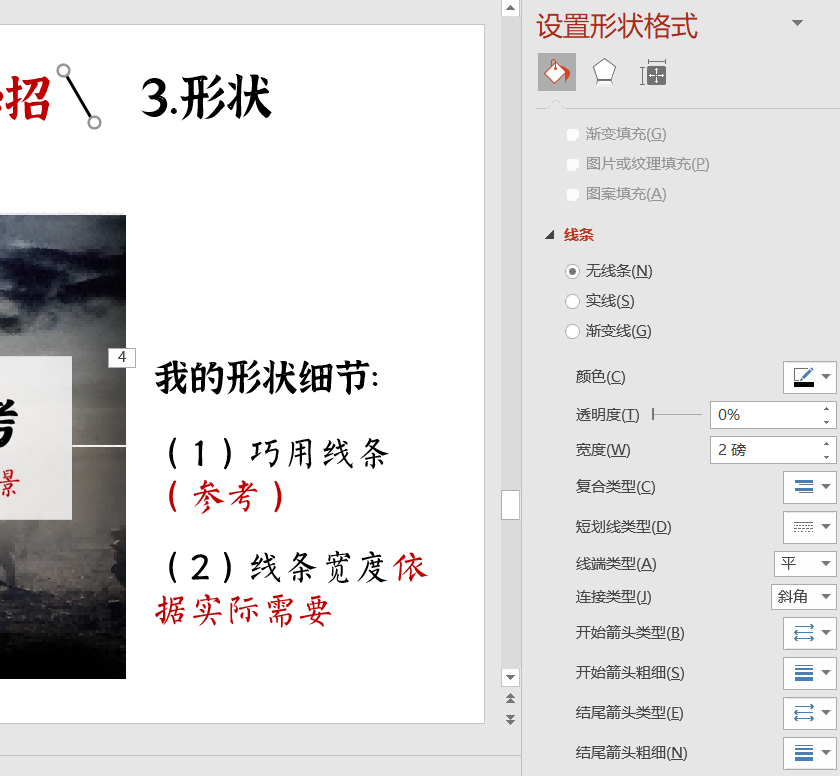 招
3.形状
4
考
景
我的形状细节:
（1）巧用线条
（参考）
（2）线条宽度依
据实际需要
设置形状格式
渐变填充(G)
图片或纹理填充(P)
图案填充(A)
线条
无线条(N)
实线(S)
渐变线(G)
颜色(C)
透明度(T) 0%
宽度(W) 2 磅
复合类型(C)
短划线类型(D)
线端类型(A) 平
连接类型(J) 斜角
开始箭头类型(B)
开始箭头粗细(S)
结尾箭头类型(E)
结尾箭头粗细(N)